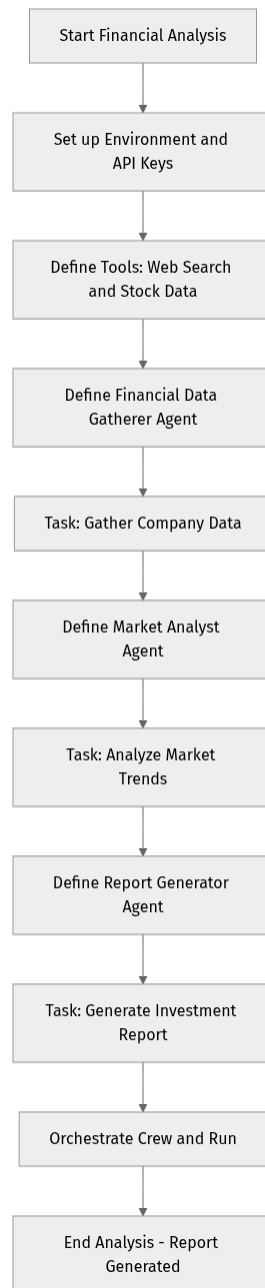 Start Financial Analysis
Set up Environment and
API Keys
Define Tools: Web Search
and Stock Data
Define Financial Data
Gatherer Agent
Task: Gather Company Data
Define Market Analyst
Agent
Task: Analyze Market
Trends
Define Report Generator
Agent
Task: Generate Investment
Report
Orchestrate Crew and Run
End Analysis - Report
Generated